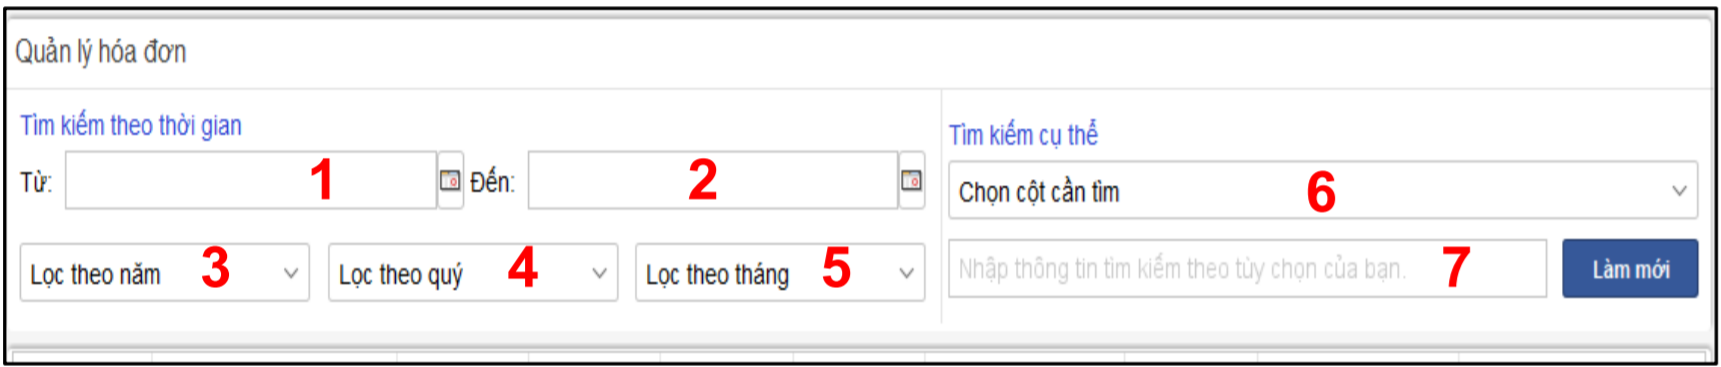 Quản lý hóa đơn
Tìm kiếm theo thời gian
Từ: 1 Đến: 2
Lọc theo năm 3 Lọc theo quý 4 Lọc theo tháng 5
Tìm kiếm cụ thể
Chọn cột cần tìm 6
Nhập thông tin tìm kiếm theo tùy chọn của bạn. 7 Làm mới